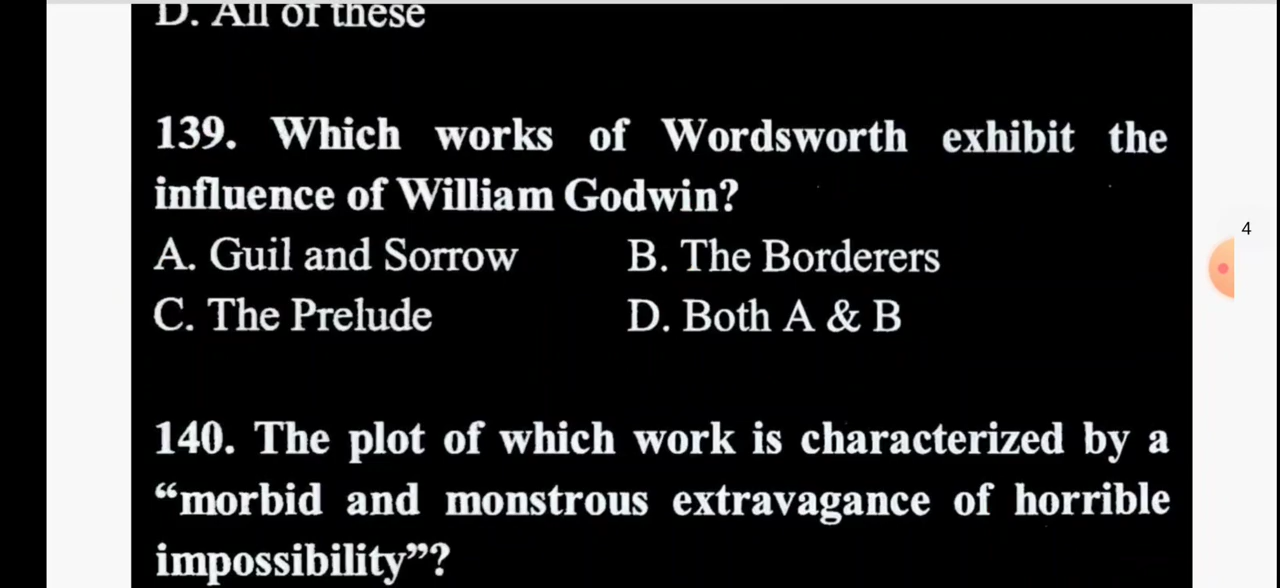 D. All of these
139. Which works of Wordsworth exhibit the
influence of William Godwin?
A. Guil and Sorrow B. The Borderers
C. The Prelude D. Both A & B
4
140. The plot of which work is characterized by a
“morbid and monstrous extravagance of horrible
impossibility”?